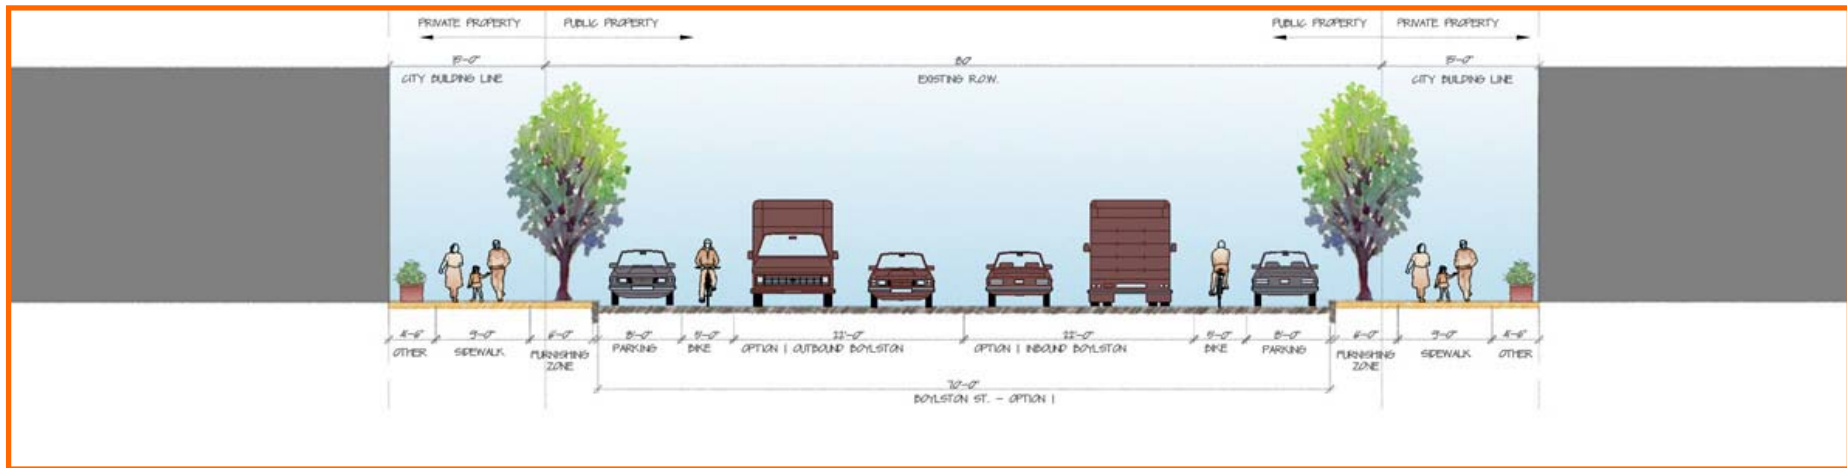 PRIVATE PROPERTY
PUBLIC PROPERTY
PUBLIC PROPERTY
PRIVATE PROPERTY
15'-0"
80'
15'-0"
CITY BUILDING LINE
EXISTING R.O.W.
CITY BUILDING LINE
4'-6"
9'-0"
6'-0"
8'-0"
5'-0"
22'-0"
22'-0"
5'-0"
8'-0"
6'-0"
9'-0"
4'-6"
OTHER
SIDEWALK
FURNISHING
ZONE
PARKING
BIKE
OPTION 1 OUTBOUND BOYLSTON
OPTION 1 INBOUND BOYLSTON
BIKE
PARKING
FURNISHING
ZONE
SIDEWALK
OTHER
70'-0"
BOYLSTON ST. - OPTION 1